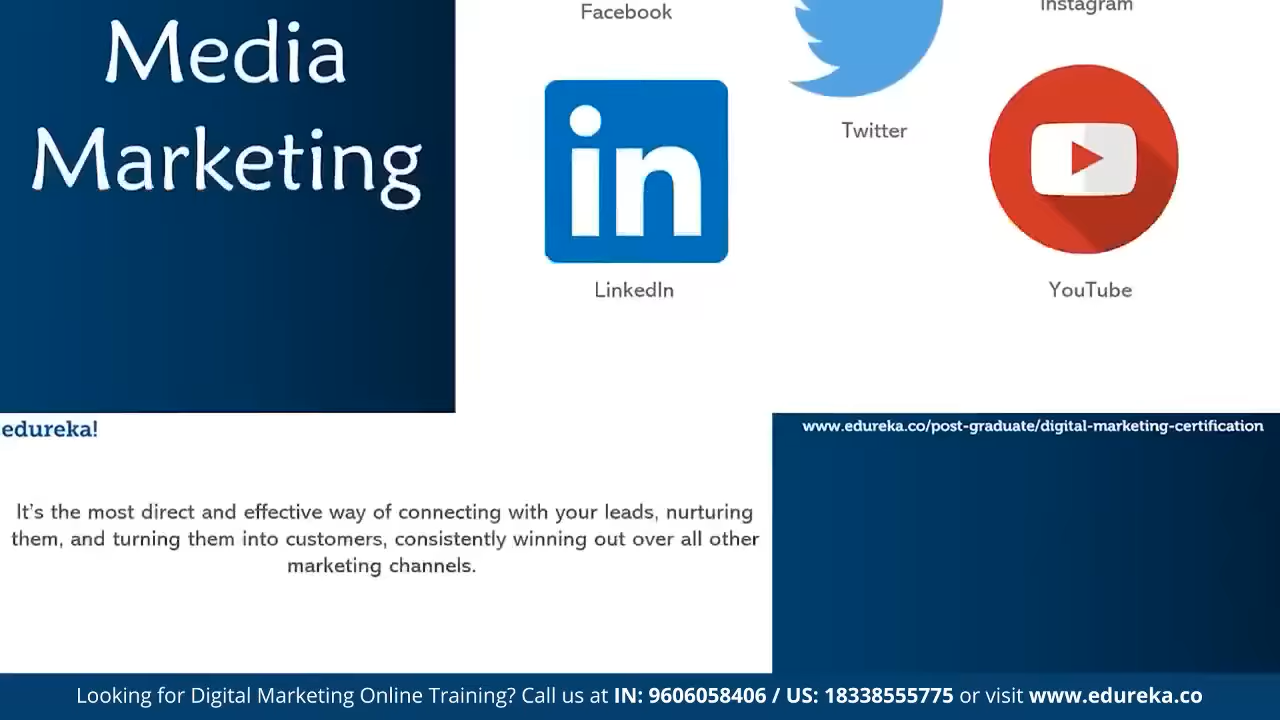 Media
Marketing
Facebook
Instagram
Twitter
in
LinkedIn
YouTube
edureka!
www.edureka.co/post-graduate/digital-marketing-certification
It's the most direct and effective way of connecting with your leads, nurturing
them, and turning them into customers, consistently winning out over all other
marketing channels.
Looking for Digital Marketing Online Training? Call us at IN: 9606058406 / US: 18338555775 or visit www.edureka.co